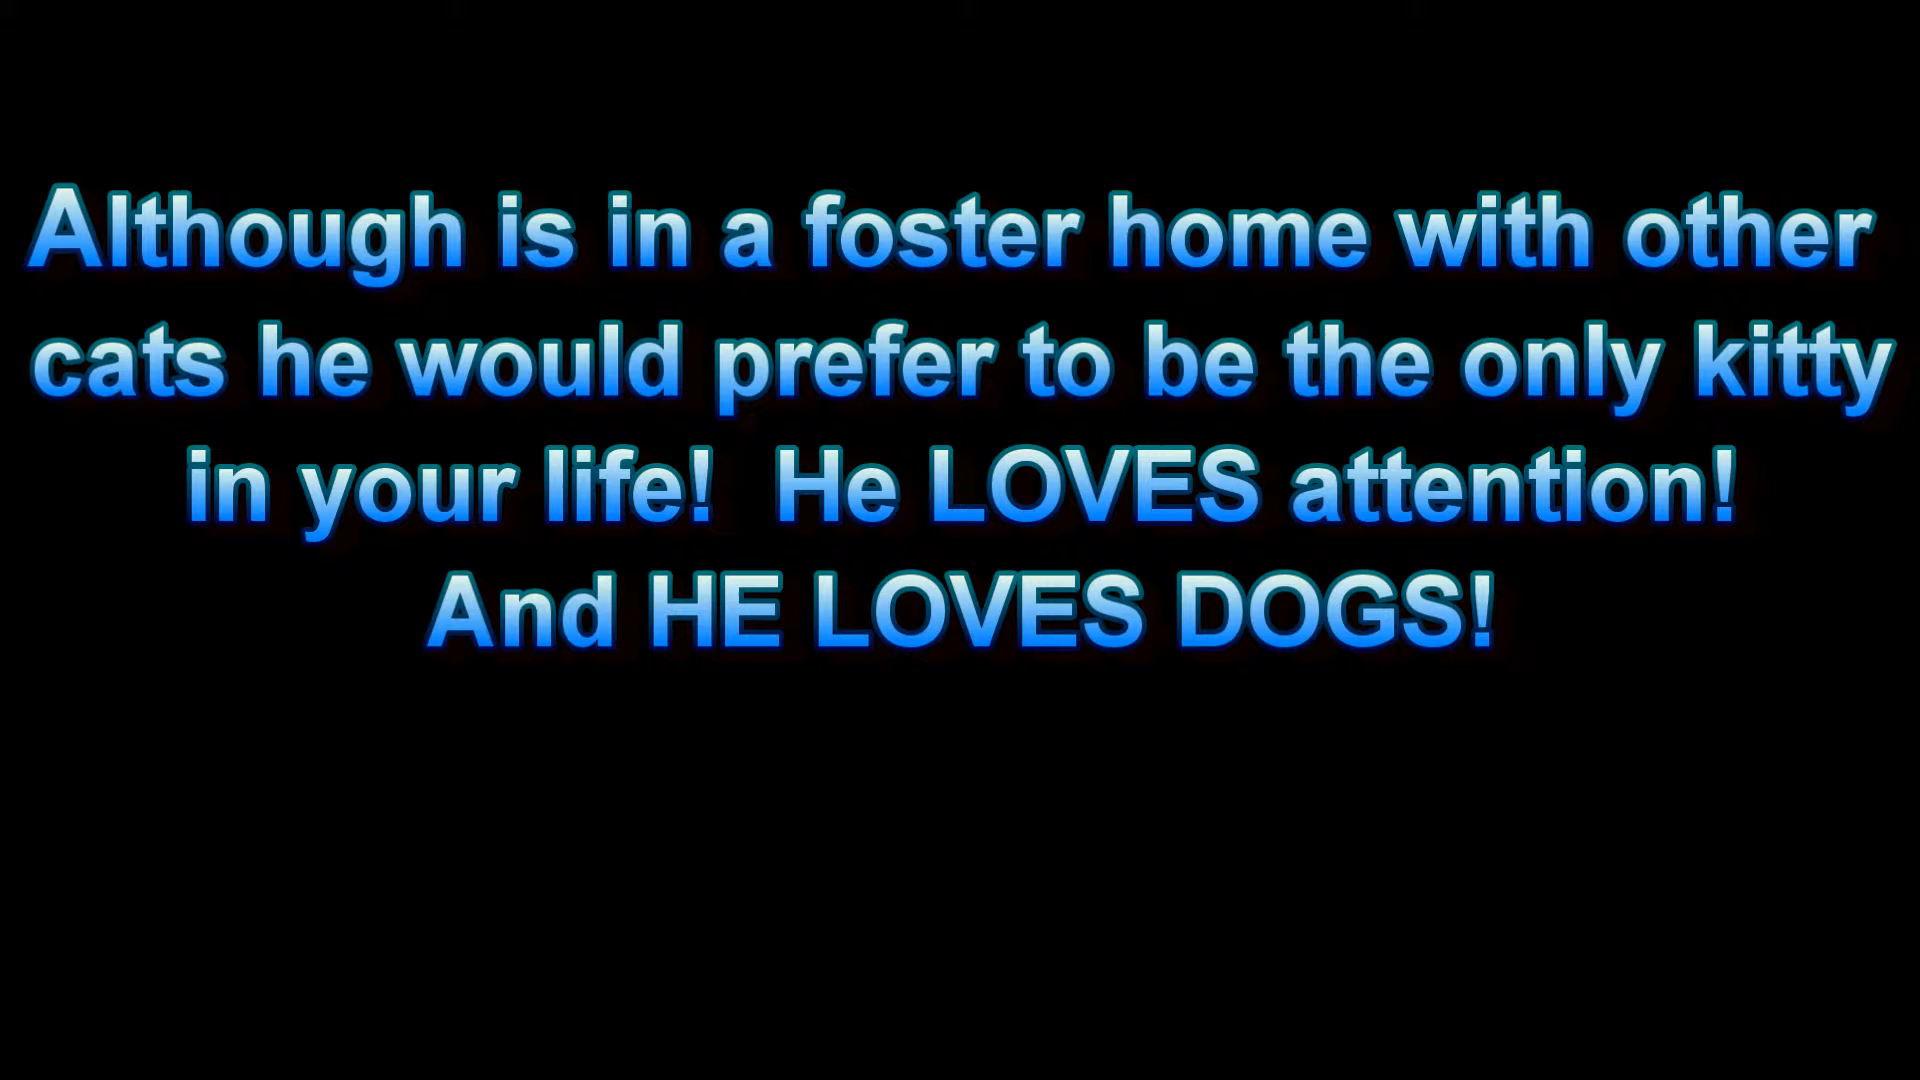 Although is in a foster home with other
cats he would prefer to be the only kitty
in your life!  He LOVES attention!
And HE LOVES DOGS!